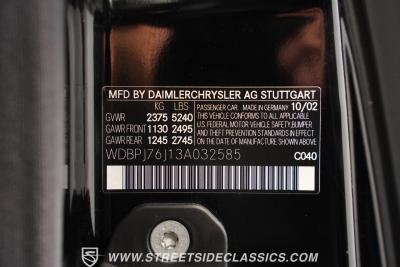 MFD BY DAIMLERCHRYSLER AG STUTTGART
KG LBS
GVWR 2375 5240
GAWR FRONT 1130 2495
GAWR REAR 1245 2745
PASSENGER CAR MADE IN GERMANY 10/02
THIS VEHICLE CONFORMS TO ALL APPLICABLE
U.S. FEDERAL MOTOR VEHICLE SAFETY, BUMPER
AND THEFT PREVENTION STANDARDS IN EFFECT
ON THE DATE OF MANUFACTURE SHOWN ABOVE
WDBPJ76J13A032585
C040
STREETSIDECLASSICS.COM